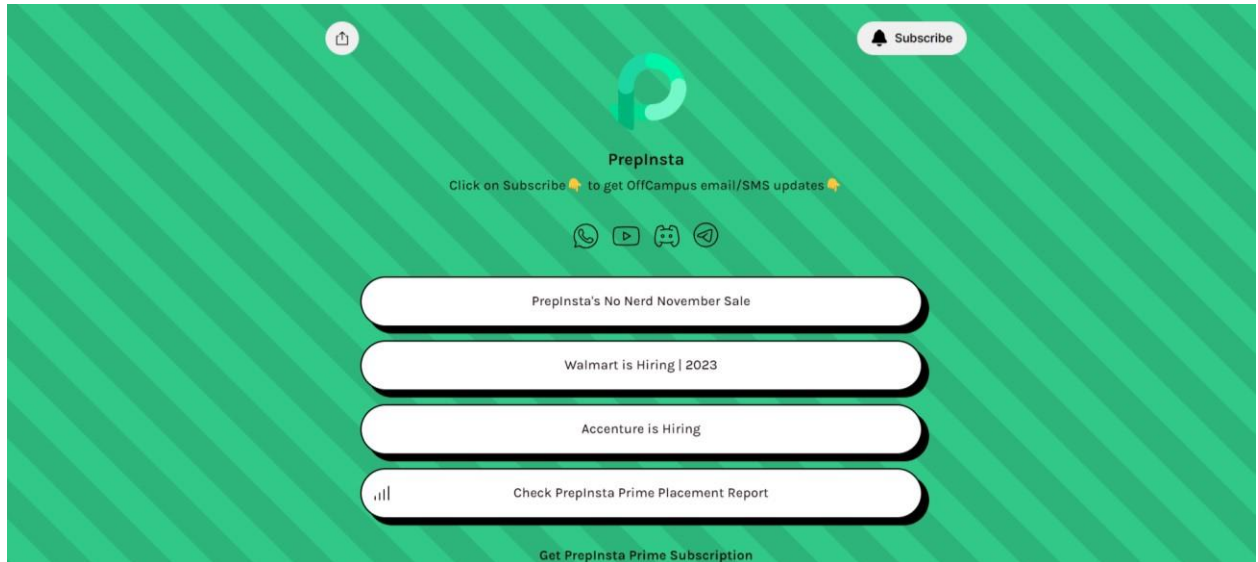 Subscribe
PrepInsta
Click on Subscribe👇 to get OffCampus email/SMS updates👇
PrepInsta's No Nerd November Sale
Walmart is Hiring | 2023
Accenture is Hiring
Check PrepInsta Prime Placement Report
Get PrepInsta Prime Subscription